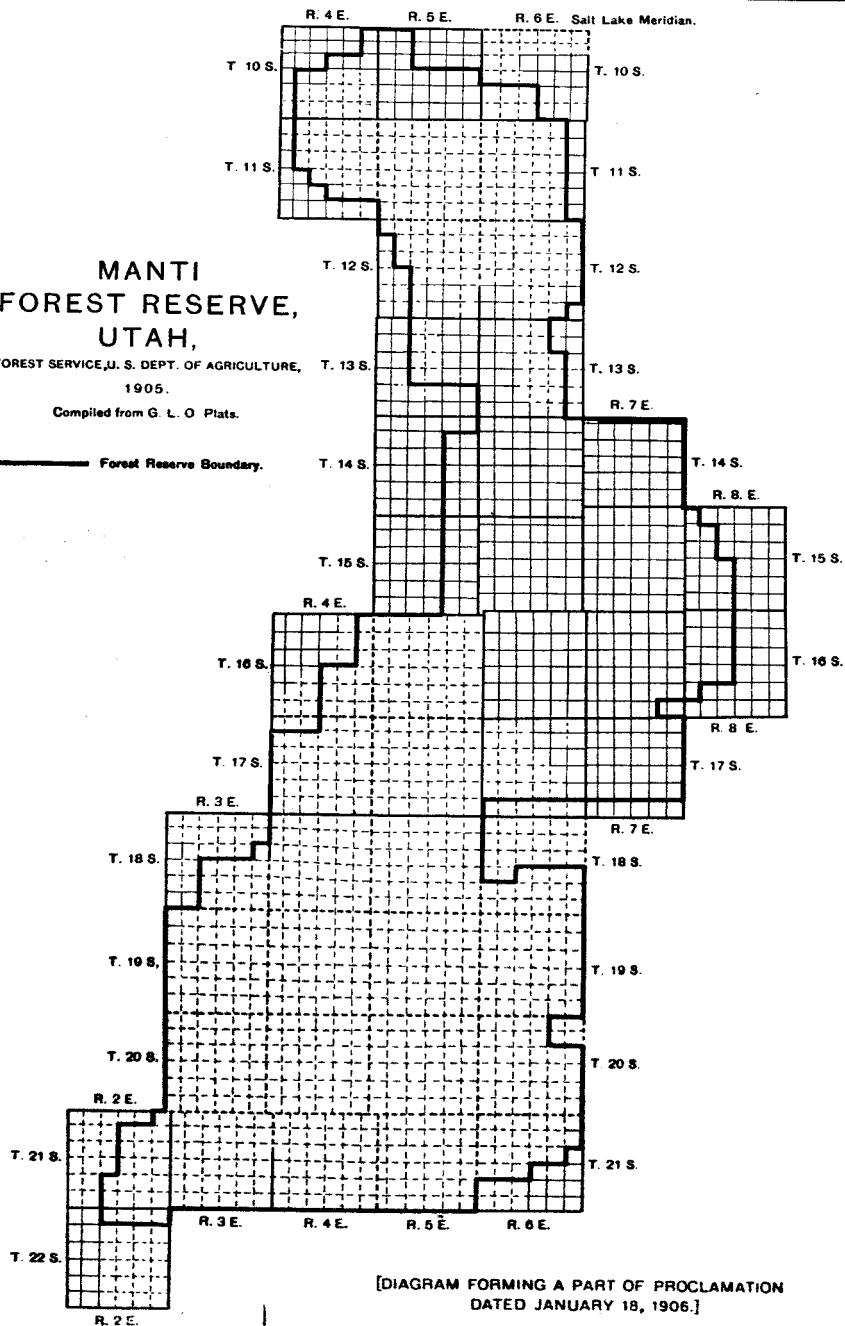 R. 4 E. R. 5 E. R. 6 E. Salt Lake Meridian.
T 10 S. T. 10 S.
T. 11 S. T 11 S.
MANTI
FOREST RESERVE,
UTAH,
FOREST SERVICE, U. S. DEPT. OF AGRICULTURE,
1905.
Compiled from G. L. O Plats.
Forest Reserve Boundary.
T. 12 S. T. 12 S.
T. 13 S. T. 13 S.
R. 7 E.
T. 14 S. T. 14 S.
R. 8. E.
T. 15 S. T. 15 S.
R. 4 E.
T. 16 S. T. 16 S.
R. 8 E.
T. 17 S. T. 17 S.
R. 3 E. R. 7 E.
T. 18 S. T. 18 S.
T. 19 S, T. 19 S.
T. 20 S. T. 20 S.
R. 2 E.
T. 21 S. T. 21 S.
R. 3 E. R. 4 E. R. 5 E. R. 6 E.
T. 22 S.
R. 2 E.
[DIAGRAM FORMING A PART OF PROCLAMATION
DATED JANUARY 18, 1906.]